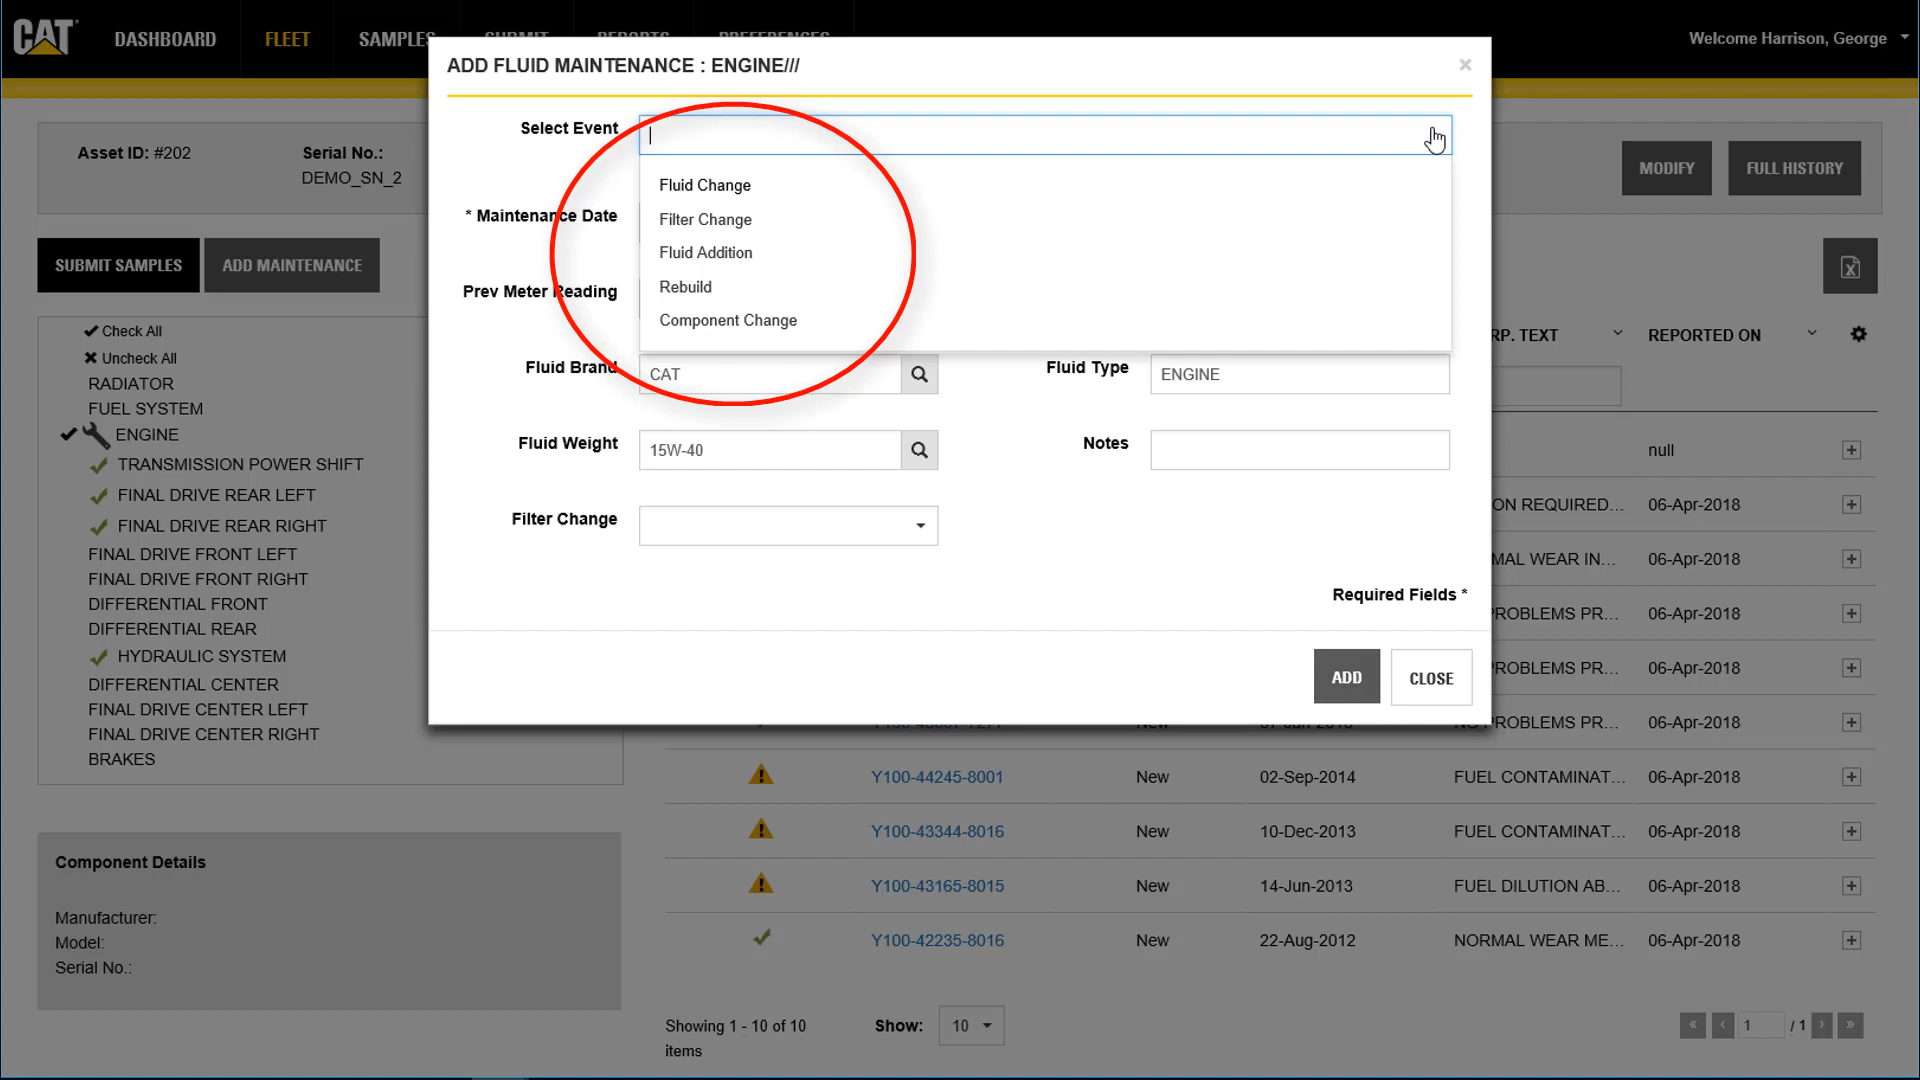 CAT DASHBOARD FLEET SAMPLES SUBMIT REPORTS PREFERENCES Welcome Harrison, George
ADD FLUID MAINTENANCE : ENGINE/// ×
Select Event
Fluid Change
Filter Change
Fluid Addition
Rebuild
Component Change
* Maintenance Date
Prev Meter Reading
Fluid Brand CAT Fluid Type ENGINE
Fluid Weight 15W-40 Notes
Filter Change
Required Fields *
ADD CLOSE
Asset ID: #202 Serial No.:
DEMO_SN_2
MODIFY FULL HISTORY
SUBMIT SAMPLES ADD MAINTENANCE
Check All
Uncheck All
RADIATOR
FUEL SYSTEM
ENGINE
TRANSMISSION POWER SHIFT
FINAL DRIVE REAR LEFT
FINAL DRIVE REAR RIGHT
FINAL DRIVE FRONT LEFT
FINAL DRIVE FRONT RIGHT
DIFFERENTIAL FRONT
DIFFERENTIAL REAR
HYDRAULIC SYSTEM
DIFFERENTIAL CENTER
FINAL DRIVE CENTER LEFT
FINAL DRIVE CENTER RIGHT
BRAKES
Component Details
Manufacturer:
Model:
Serial No.:
RP. TEXT REPORTED ON
null
ON REQUIRED... 06-Apr-2018
MAL WEAR IN... 06-Apr-2018
PROBLEMS PR... 06-Apr-2018
PROBLEMS PR... 06-Apr-2018
New PROBLEMS PR... 06-Apr-2018
Y100-44245-8001 New 02-Sep-2014 FUEL CONTAMINAT... 06-Apr-2018
Y100-43344-8016 New 10-Dec-2013 FUEL CONTAMINAT... 06-Apr-2018
Y100-43165-8015 New 14-Jun-2013 FUEL DILUTION AB... 06-Apr-2018
Y100-42235-8016 New 22-Aug-2012 NORMAL WEAR ME... 06-Apr-2018
Showing 1 - 10 of 10
items
Show: 10
« ‹ 1 / 1 › »